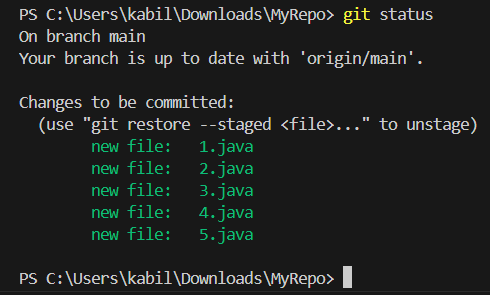 PS C:\Users\kabil\Downloads\MyRepo> git status
On branch main
Your branch is up to date with 'origin/main'.

Changes to be committed:
  (use "git restore --staged <file>..." to unstage)
        new file:   1.java
        new file:   2.java
        new file:   3.java
        new file:   4.java
        new file:   5.java

PS C:\Users\kabil\Downloads\MyRepo>